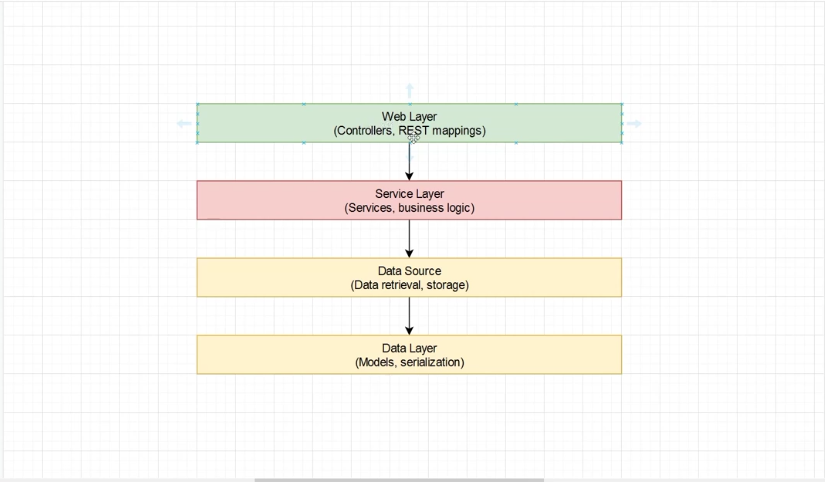 Web Layer
(Controllers, REST mappings)
Service Layer
(Services, business logic)
Data Source
(Data retrieval, storage)
Data Layer
(Models, serialization)